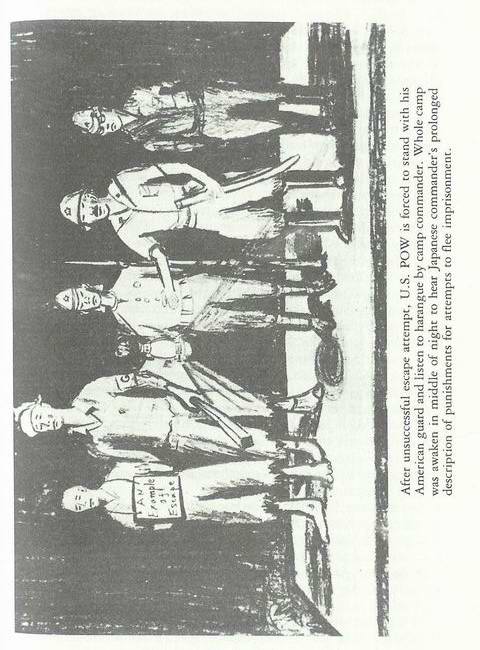 AN
Example
of
Escape
After unsuccessful escape attempt, U.S. POW is forced to stand with his
American guard and listen to harangue by camp commander. Whole camp
was awaken in middle of night to hear Japanese commander's prolonged
description of punishments for attempts to flee imprisonment.